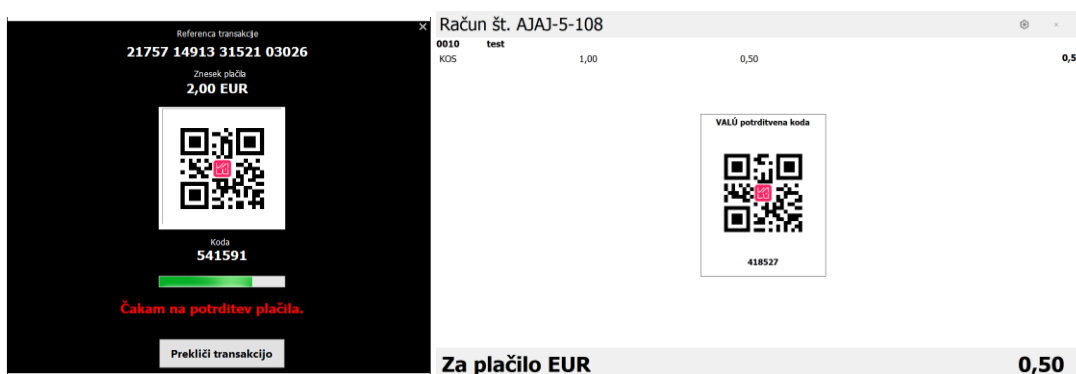 Referenca transakcije
21757 14913 31521 03026
Znesek plačila
2,00 EUR
Koda
541591
Čakam na potrditev plačila.
Prekliči transakcijo
Račun št. AJAJ-5-108
0010 test
KOS 1,00 0,50 0,5
VALÚ potrditvena koda
418527
Za plačilo EUR 0,50